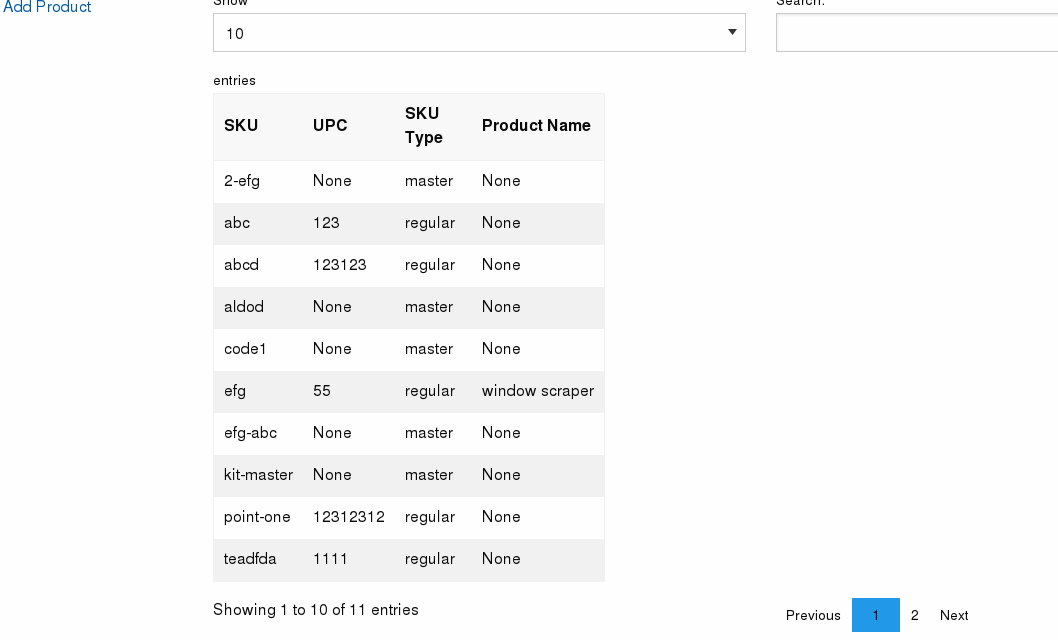 Add Product
Show
Search:
10
entries
SKU UPC SKU Type Product Name
2-efg None master None
abc 123 regular None
abcd 123123 regular None
aldod None master None
code1 None master None
efg 55 regular window scraper
efg-abc None master None
kit-master None master None
point-one 12312312 regular None
teadfda 1111 regular None
Showing 1 to 10 of 11 entries
Previous 1 2 Next